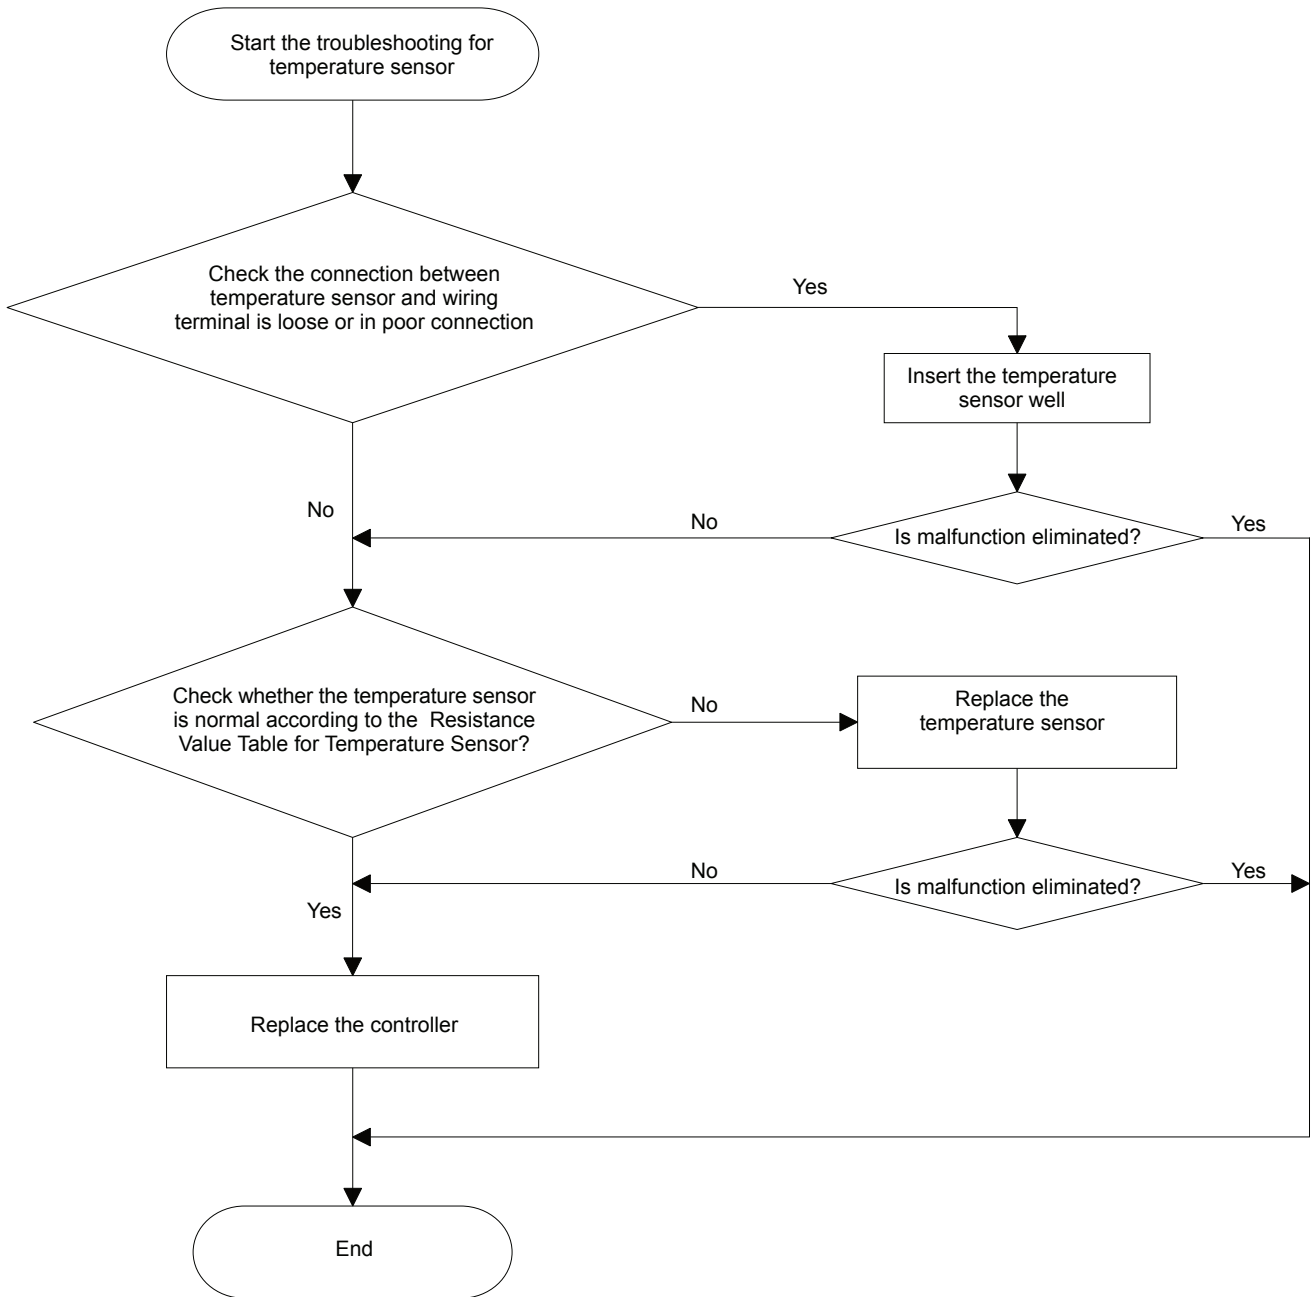 Start the troubleshooting for
temperature sensor
Check the connection between
temperature sensor and wiring
terminal is loose or in poor connection
Yes
Insert the temperature
sensor well
No
No
Is malfunction eliminated?
Yes
Check whether the temperature sensor
is normal according to the Resistance
Value Table for Temperature Sensor?
No
Replace the
temperature sensor
No
Is malfunction eliminated?
Yes
Yes
Replace the controller
End